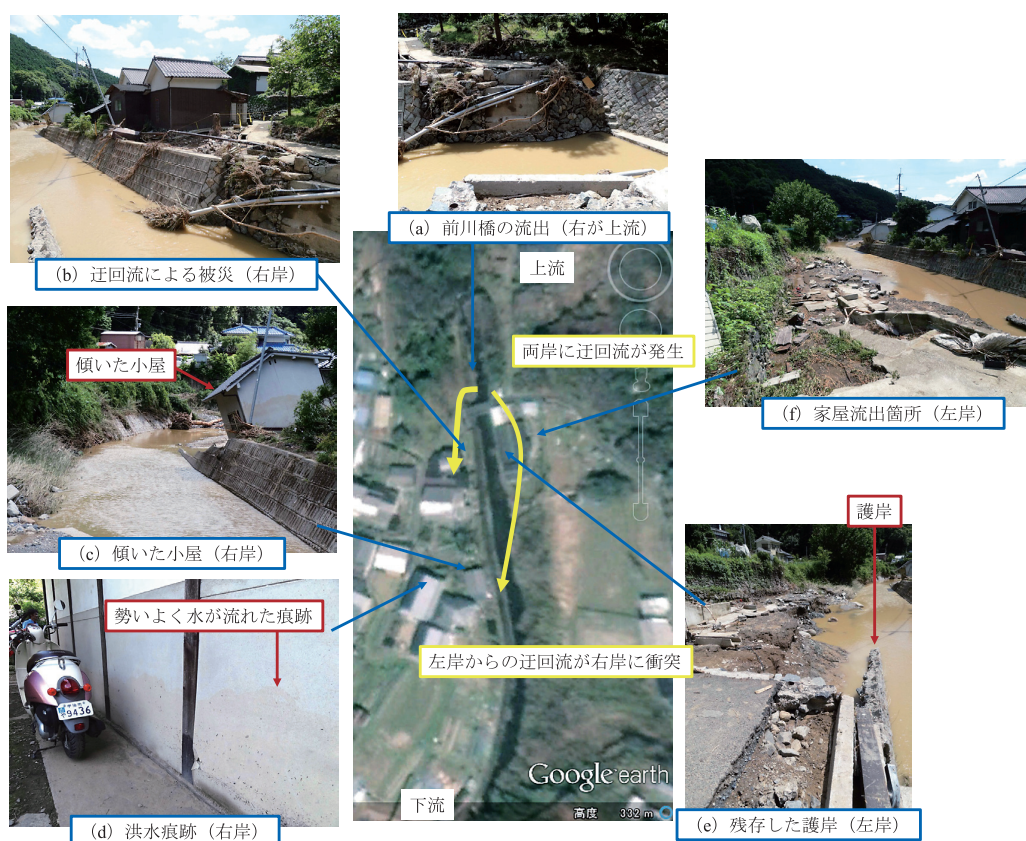 (a) 前川橋の流出（右が上流）
(b) 迂回流による被災（右岸）
上流
両岸に迂回流が発生
傾いた小屋
(f) 家屋流出箇所（左岸）
護岸
(c) 傾いた小屋（右岸）
勢いよく水が流れた痕跡
左岸からの迂回流が右岸に衝突
9436
Google earth
下流
高度 332 m
(d) 洪水痕跡（右岸）
(e) 残存した護岸（左岸）